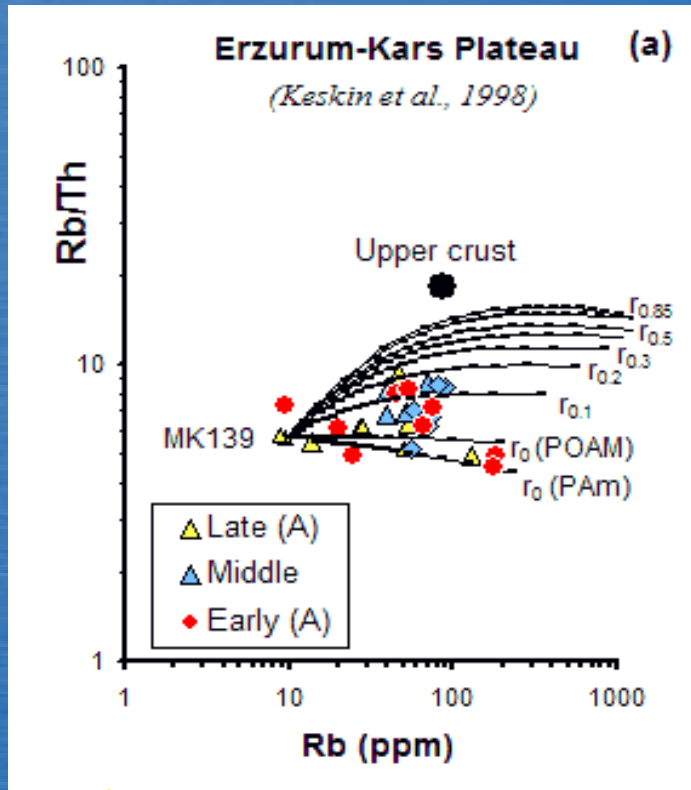 Erzurum-Kars Plateau (a)
(Keskin et al., 1998)
100
Rb/Th
Upper crust
r0.85
r0.5
10
r0.3
r0.2
r0.1
MK139
r0 (POAM)
r0 (PAm)
Late (A)
Middle
Early (A)
1
1 10 100 1000
Rb (ppm)